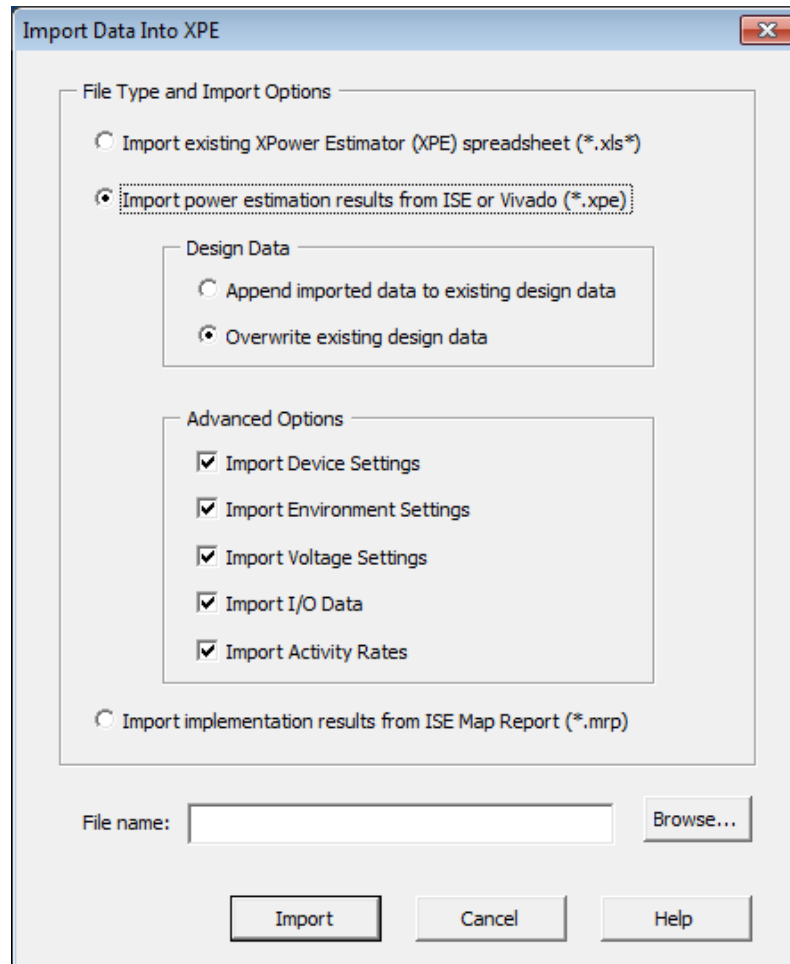 Import Data Into XPE
File Type and Import Options
Import existing XPower Estimator (XPE) spreadsheet (*.xls*)
Import power estimation results from ISE or Vivado (*.xpe)
Design Data
Append imported data to existing design data
Overwrite existing design data
Advanced Options
Import Device Settings
Import Environment Settings
Import Voltage Settings
Import I/O Data
Import Activity Rates
Import implementation results from ISE Map Report (*.mrp)
File name: Browse...
Import Cancel Help